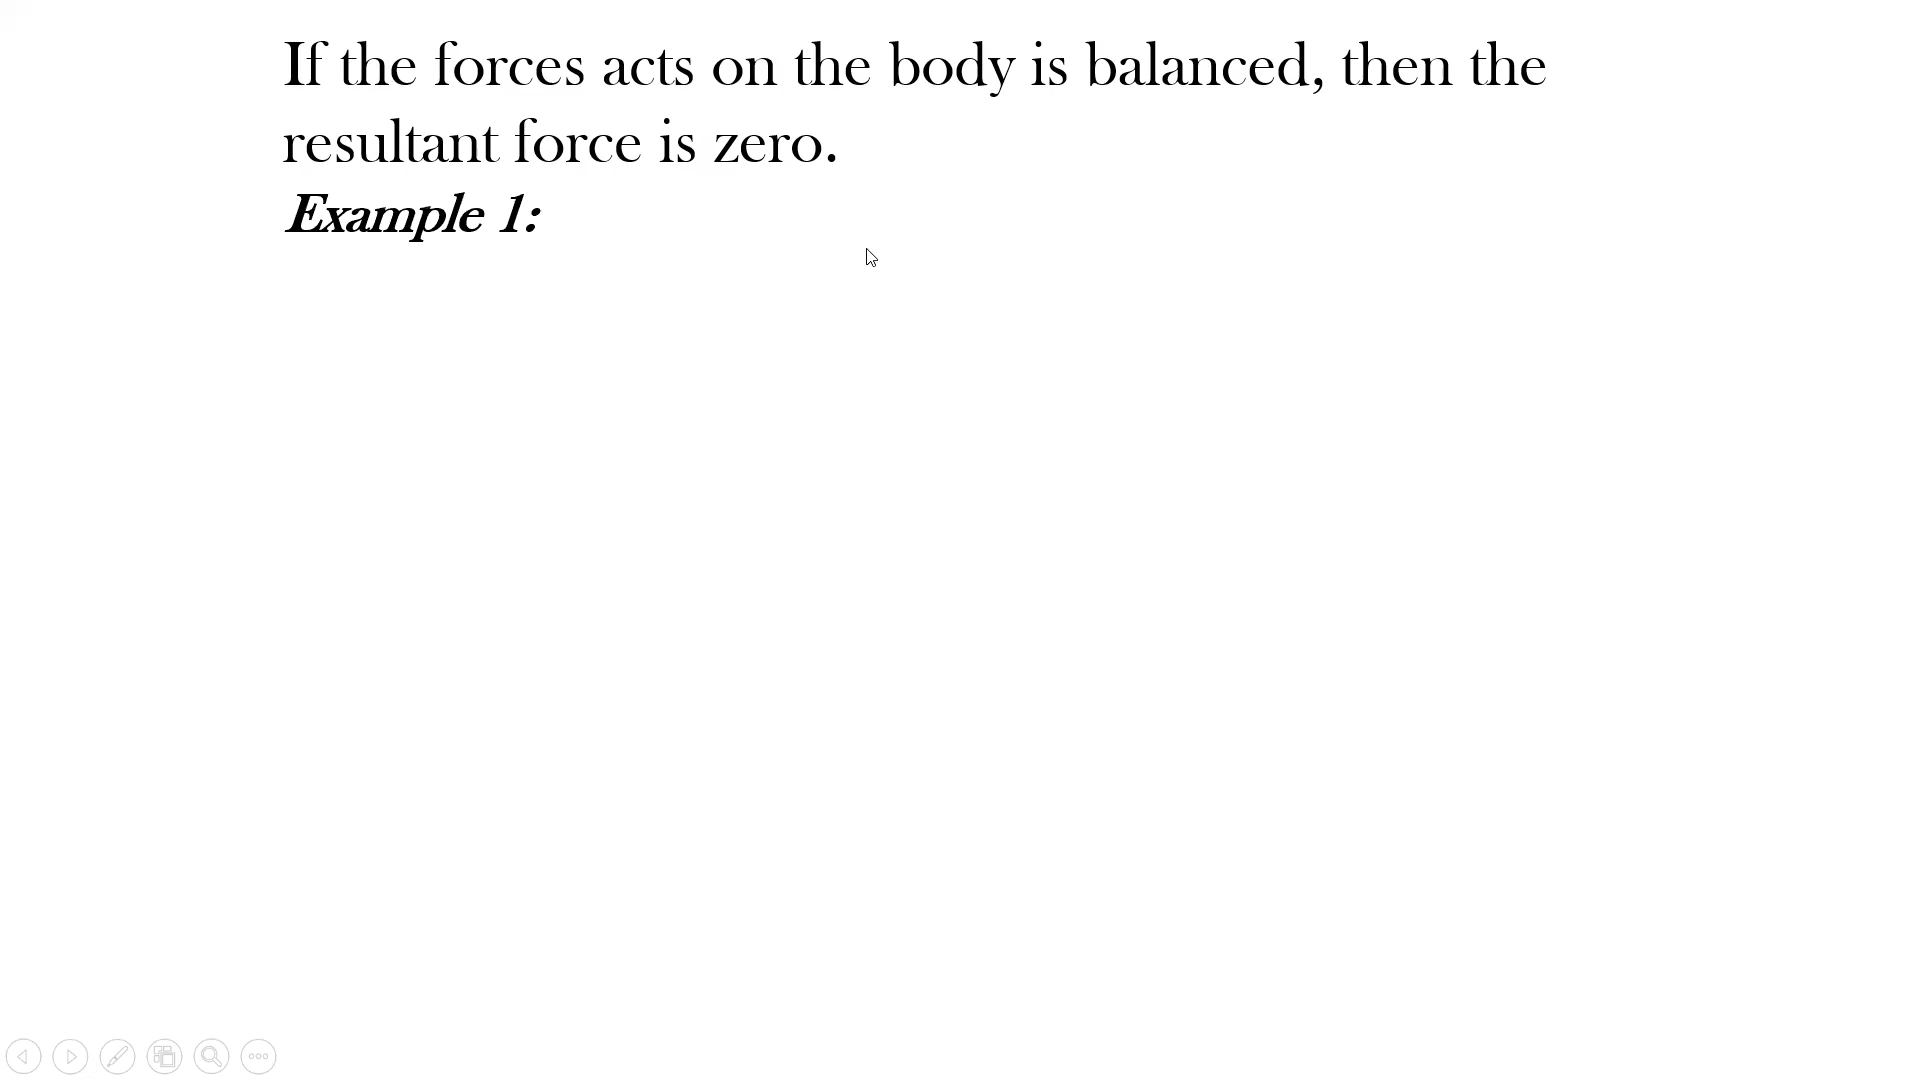 If the forces acts on the body is balanced, then the
resultant force is zero.
Example 1: